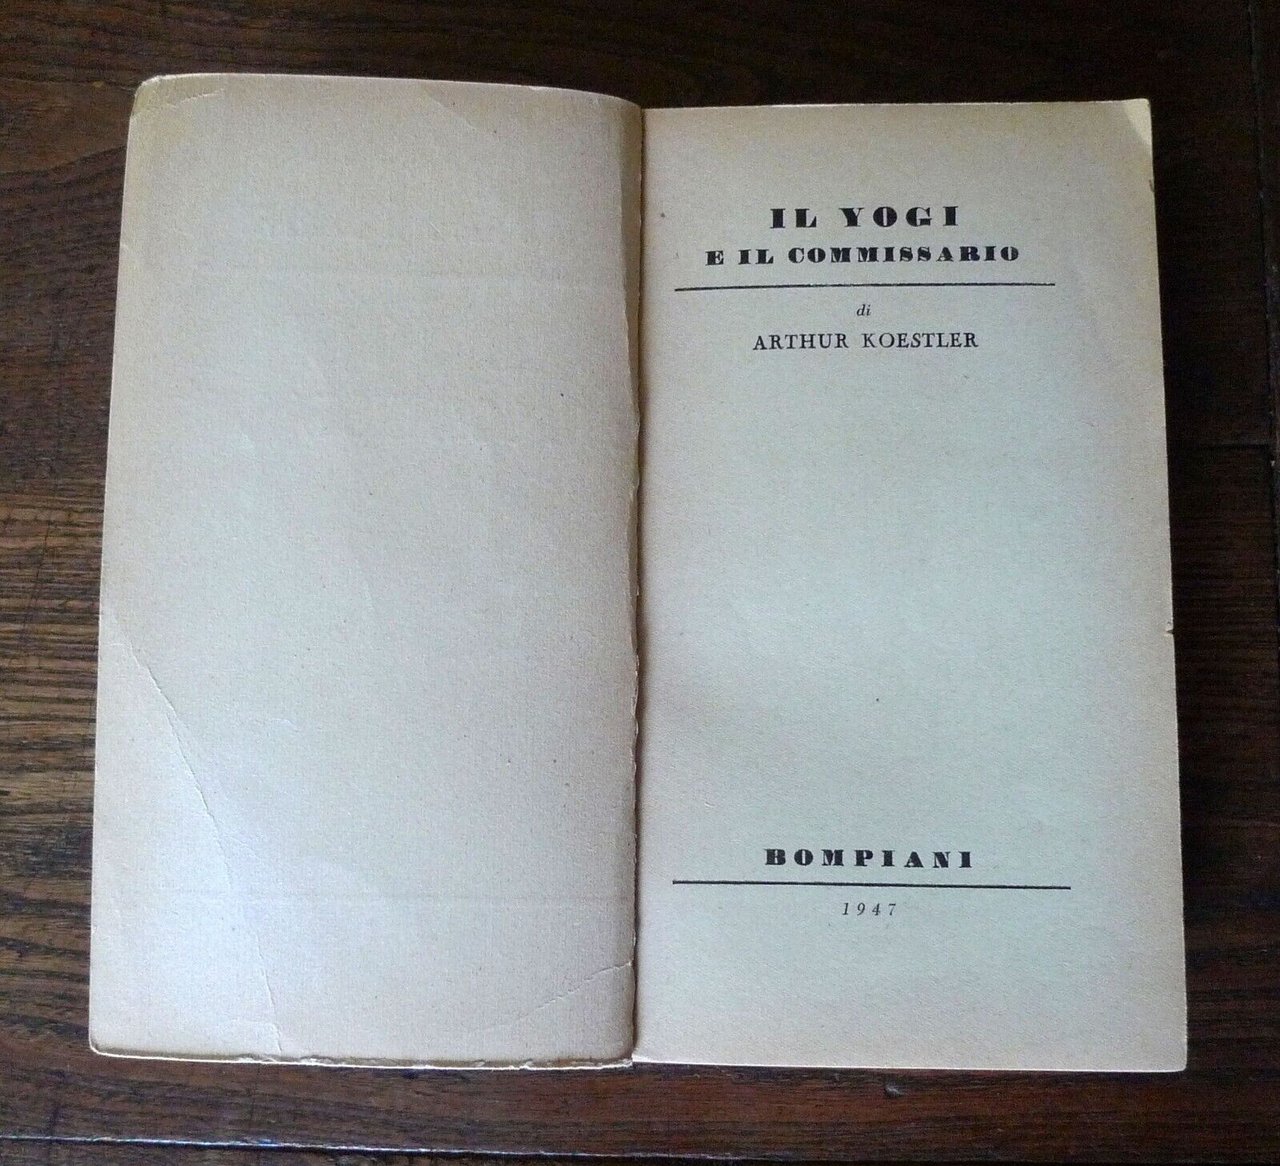 IL YOGI
E IL COMMISSARIO
di
ARTHUR KOESTLER
BOMPIANI
1947